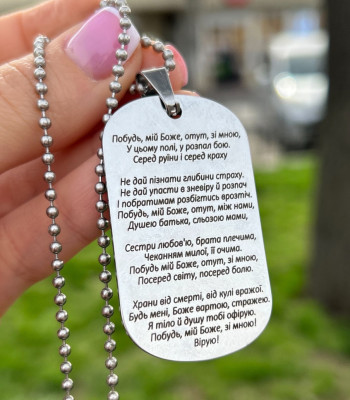 Побудь, мій Боже, отут, зі мною,
У цьому полі, у розпал бою.
Серед руїни і серед краху
Не дай пізнати глибини страху.
Не дай упасти в зневіру й розпач
І побратимам розбітись врозтіч.
Побудь, мій Боже, отут, між нами,
Душею батька, сльозою мами,
Сестри любов'ю, брата плечима,
Чеканням милої, її очима.
Побудь мій Боже, отут, зі мною,
Посеред світу, посеред болю.
Храни від смерті, від кулі вражої.
Будь мені, Боже вартою, стражею.
Я тіло й душу тобі офірую.
Побудь, мій Боже, зі мною!
Вірую!